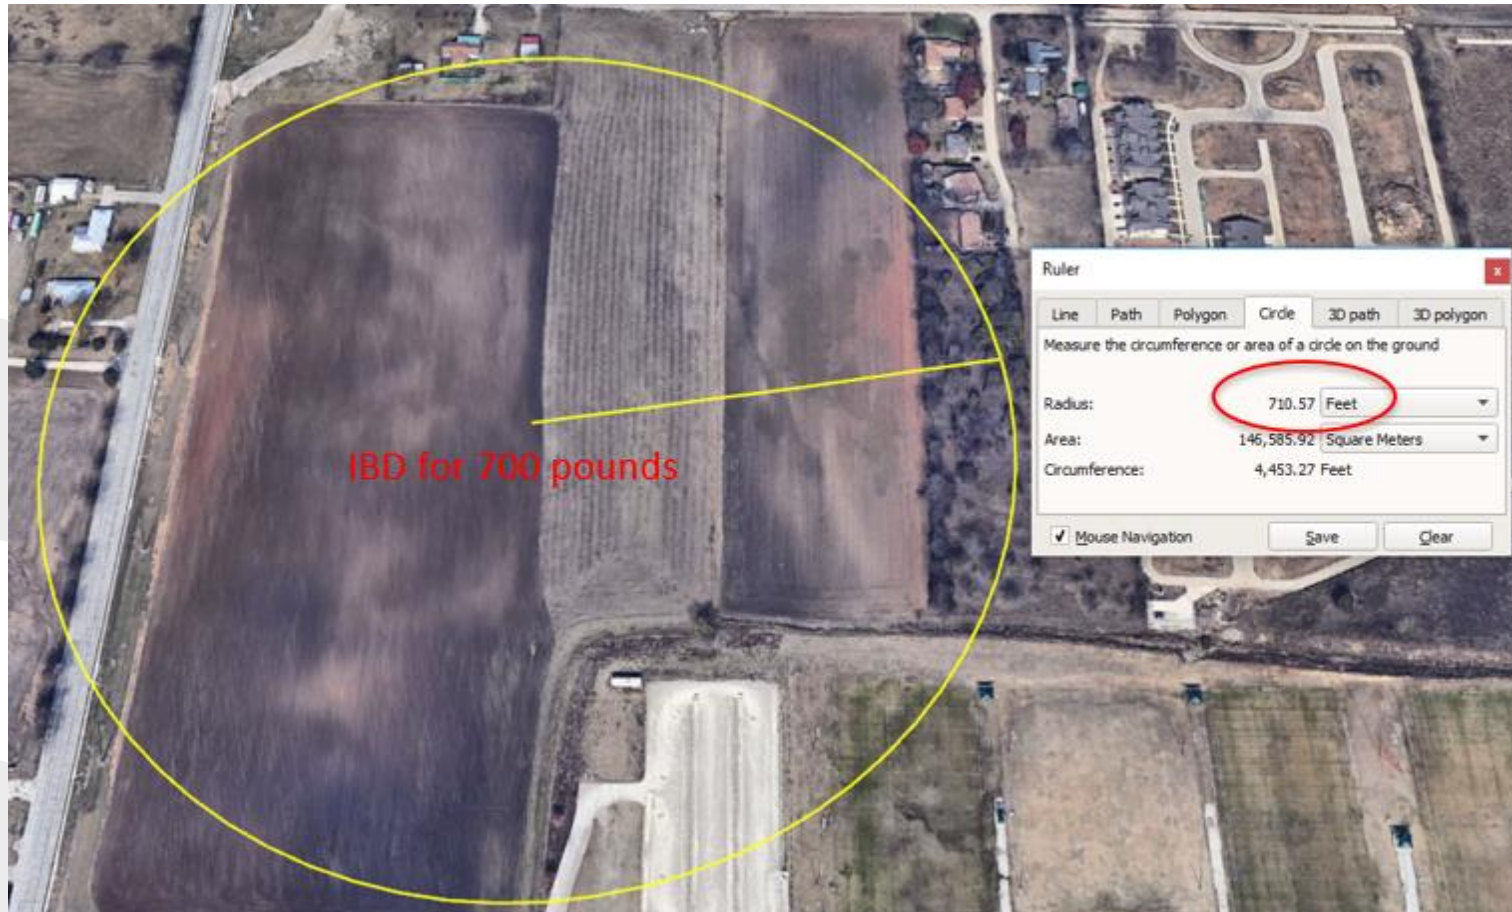 IBD for 700 pounds
Ruler
x
Line Path Polygon Circle 3D path 3D polygon
Measure the circumference or area of a circle on the ground
Radius: 710.57 Feet
Area: 146,585.92 Square Meters
Circumference: 4,453.27 Feet
Mouse Navigation Save Clear